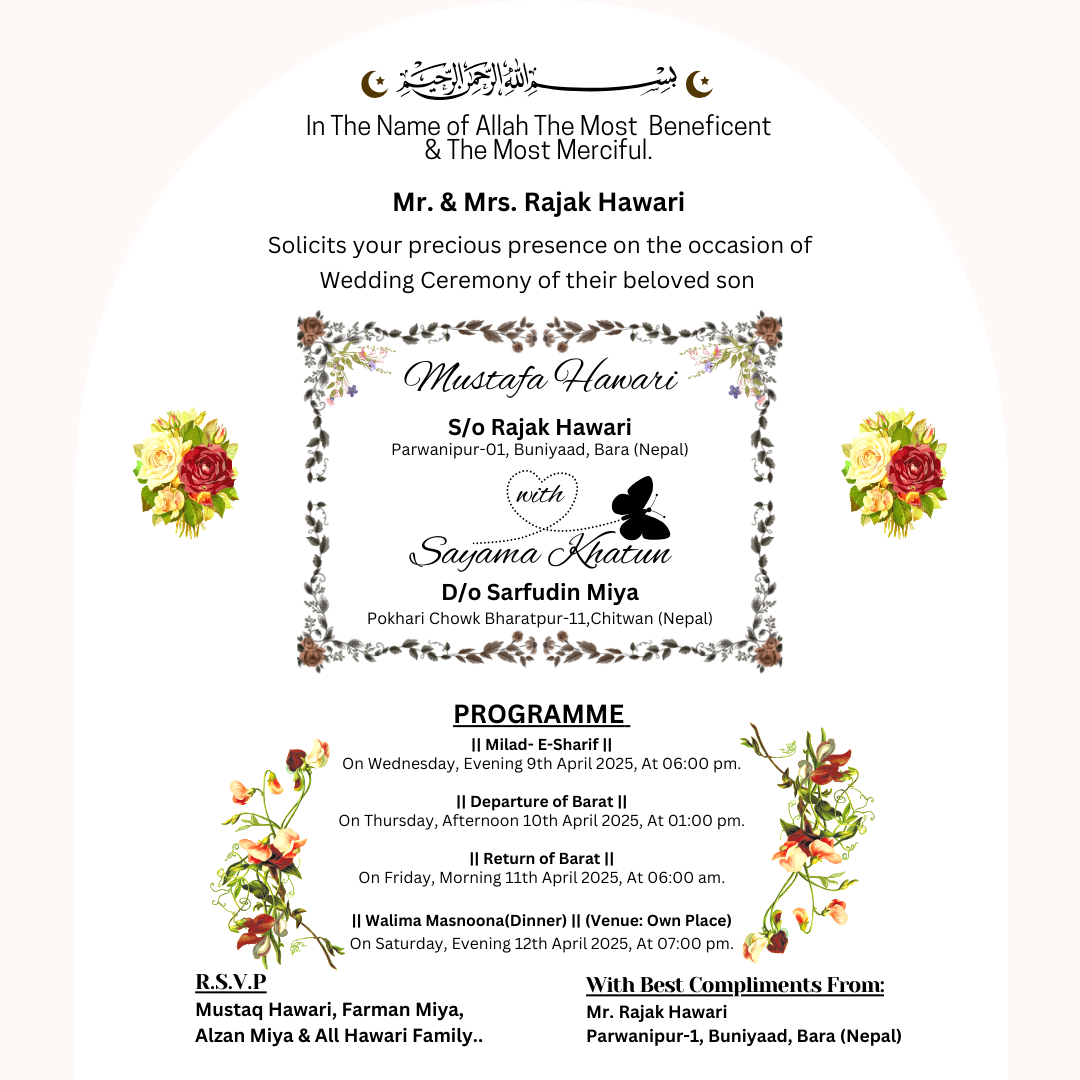 بسم الله الرحمن الرحيم
In The Name of Allah The Most Beneficent
& The Most Merciful.
Mr. & Mrs. Rajak Hawari
Solicits your precious presence on the occasion of
Wedding Ceremony of their beloved son
Mustafa Hawari
S/o Rajak Hawari
Parwanipur-01, Buniyaad, Bara (Nepal)
with
Sayama Khatun
D/o Sarfudin Miya
Pokhari Chowk Bharatpur-11,Chitwan (Nepal)
PROGRAMME
|| Milad- E-Sharif ||
On Wednesday, Evening 9th April 2025, At 06:00 pm.
|| Departure of Barat ||
On Thursday, Afternoon 10th April 2025, At 01:00 pm.
|| Return of Barat ||
On Friday, Morning 11th April 2025, At 06:00 am.
|| Walima Masnoona(Dinner) || (Venue: Own Place)
On Saturday, Evening 12th April 2025, At 07:00 pm.
R.S.V.P
Mustaq Hawari, Farman Miya,
Alzan Miya & All Hawari Family..
With Best Compliments From:
Mr. Rajak Hawari
Parwanipur-1, Buniyaad, Bara (Nepal)